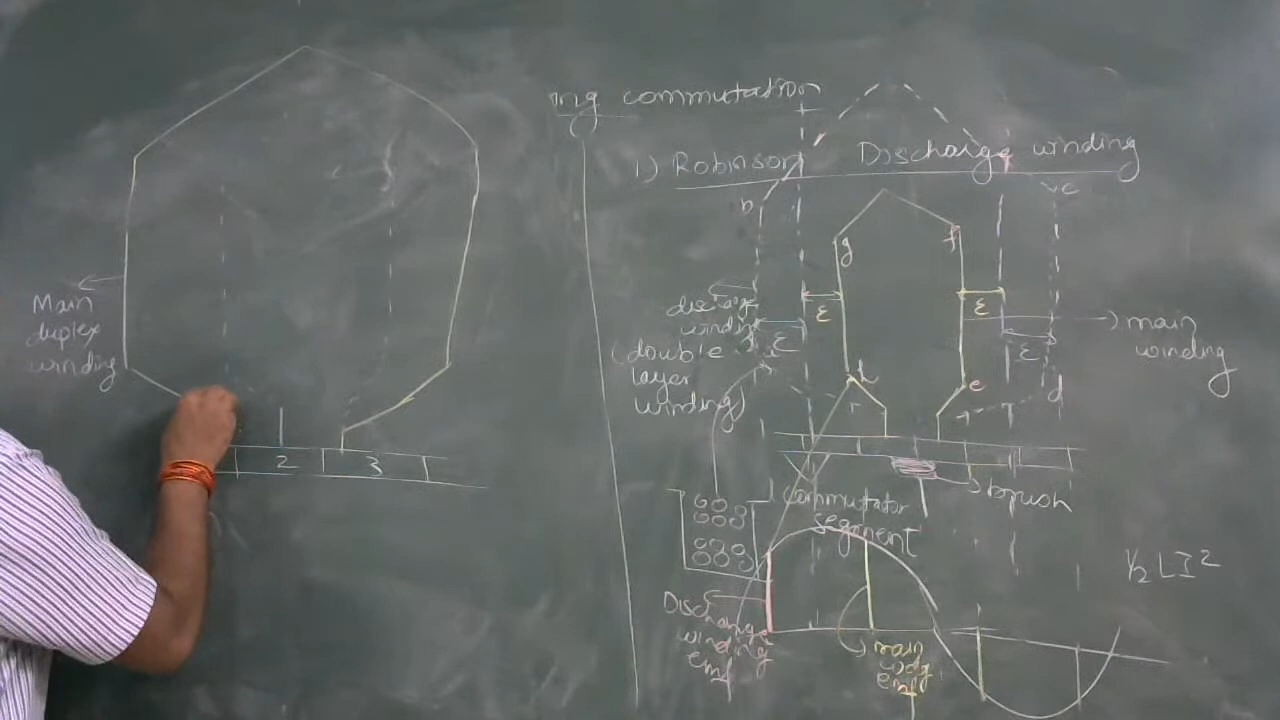 Main
duplex
winding
2 3
ing commutation
1) Robinson Discharge winding
b
c
g
f
ε
ε
ε
ε
discharge
winding
(double
layer
winding)
main
winding
h
e
d
brush
Commutator
segment
½ LI²
Discharge
winding
emf
main
wdg
emf